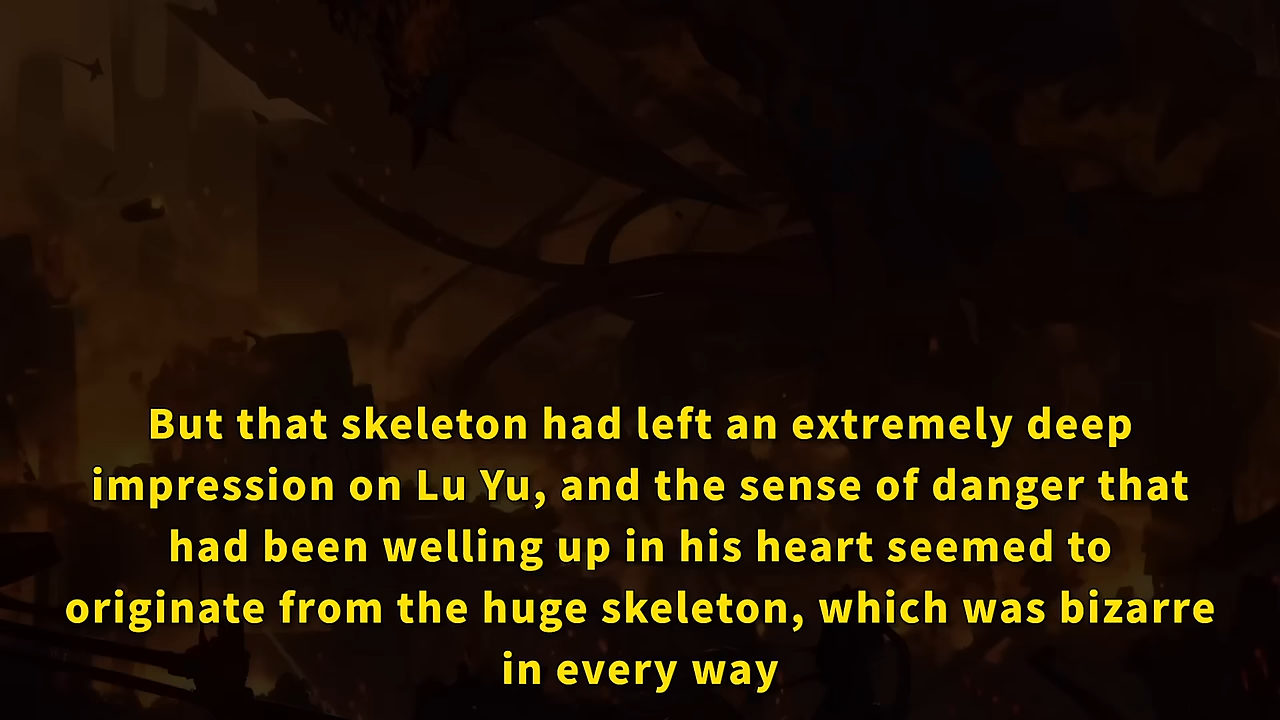 But that skeleton had left an extremely deep
impression on Lu Yu, and the sense of danger that
had been welling up in his heart seemed to
originate from the huge skeleton, which was bizarre
in every way